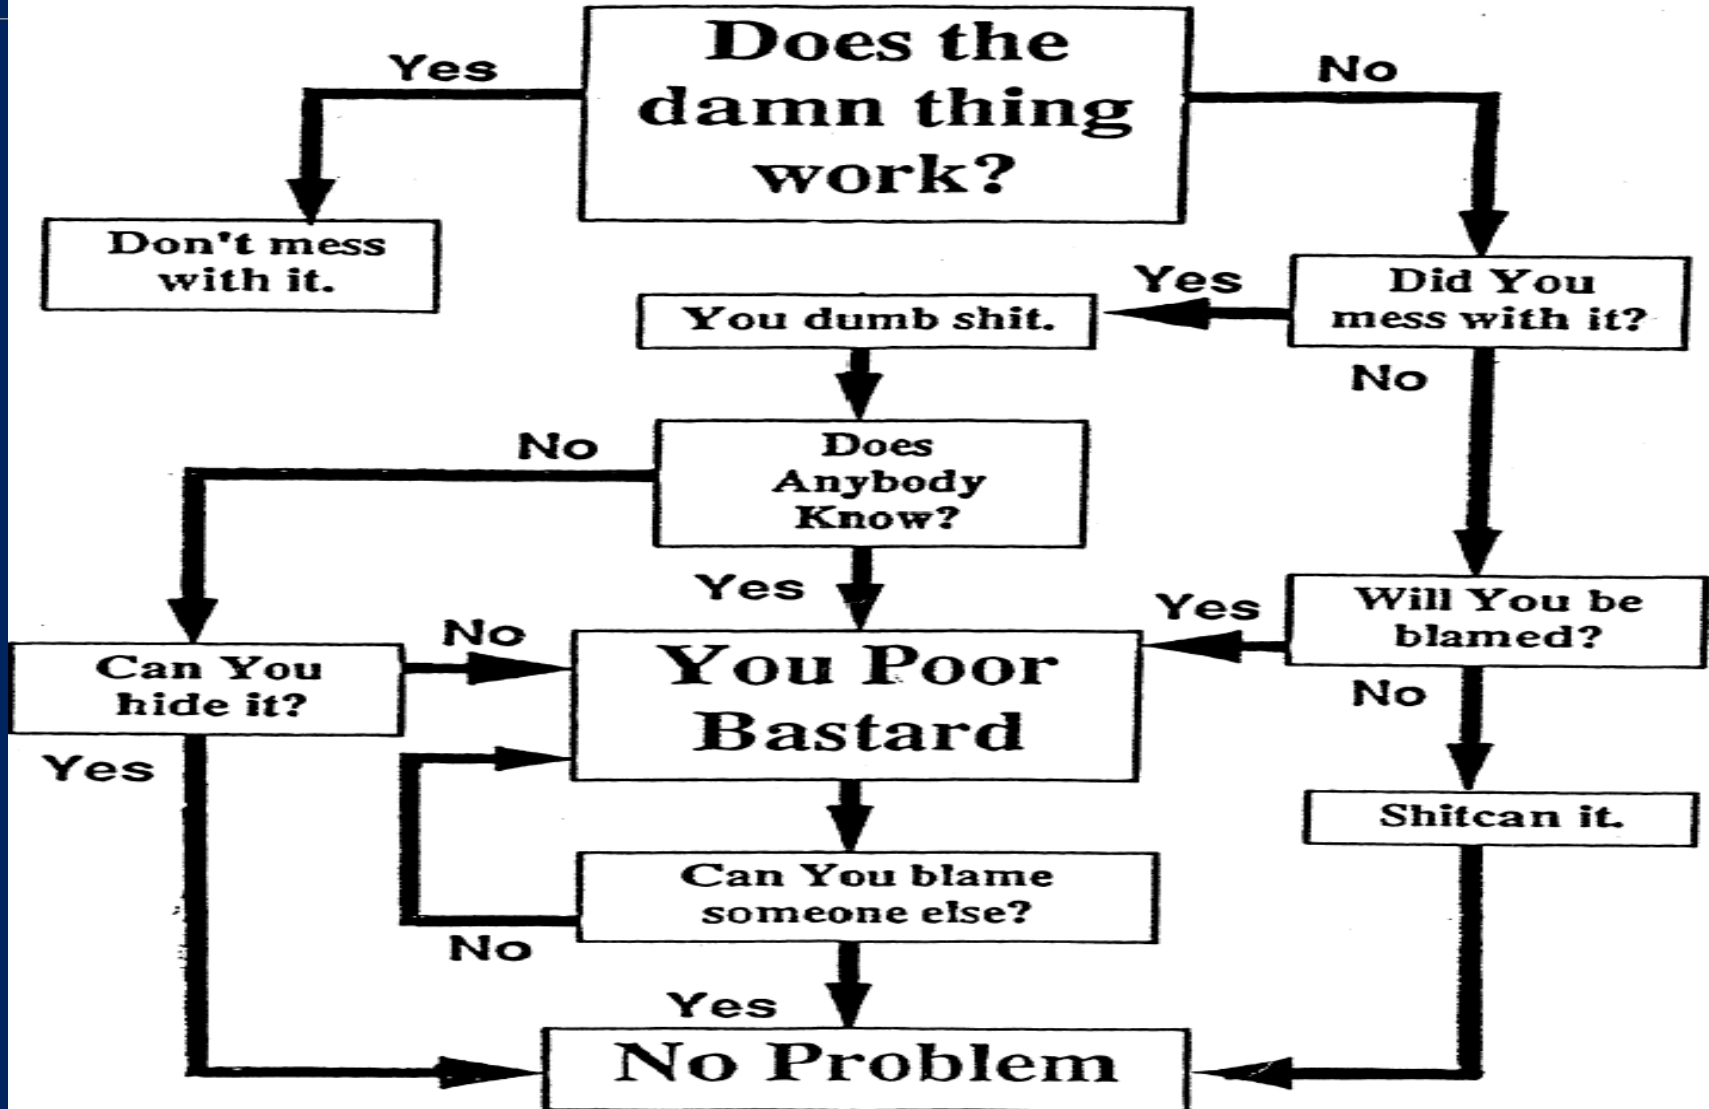 Does the
damn thing
work?
Yes
No
Don't mess
with it.
Did You
mess with it?
Yes
You dumb shit.
No
Does
Anybody
Know?
No
Yes
Will You be
blamed?
Yes
No
Can You
hide it?
No
Yes
You Poor
Bastard
Shitcan it.
Can You blame
someone else?
No
Yes
No Problem